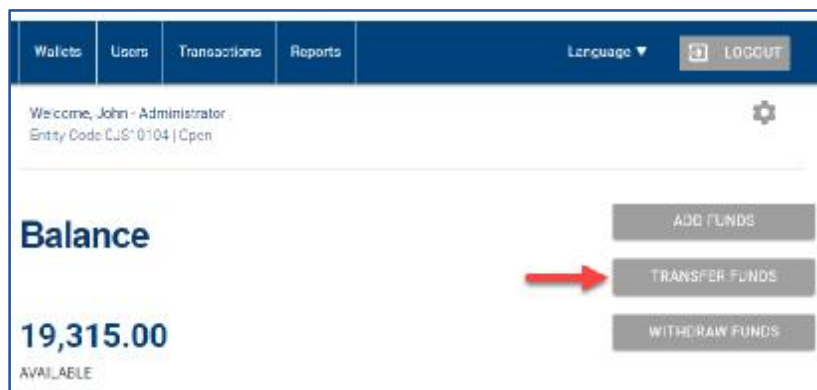 Wallets Users Transactions Reports Language ▼ LOGOUT
Welcome, John - Administrator
Entity Code CJS10104 | Open
Balance
ADD FUNDS
TRANSFER FUNDS
19,315.00
WITHDRAW FUNDS
AVAILABLE